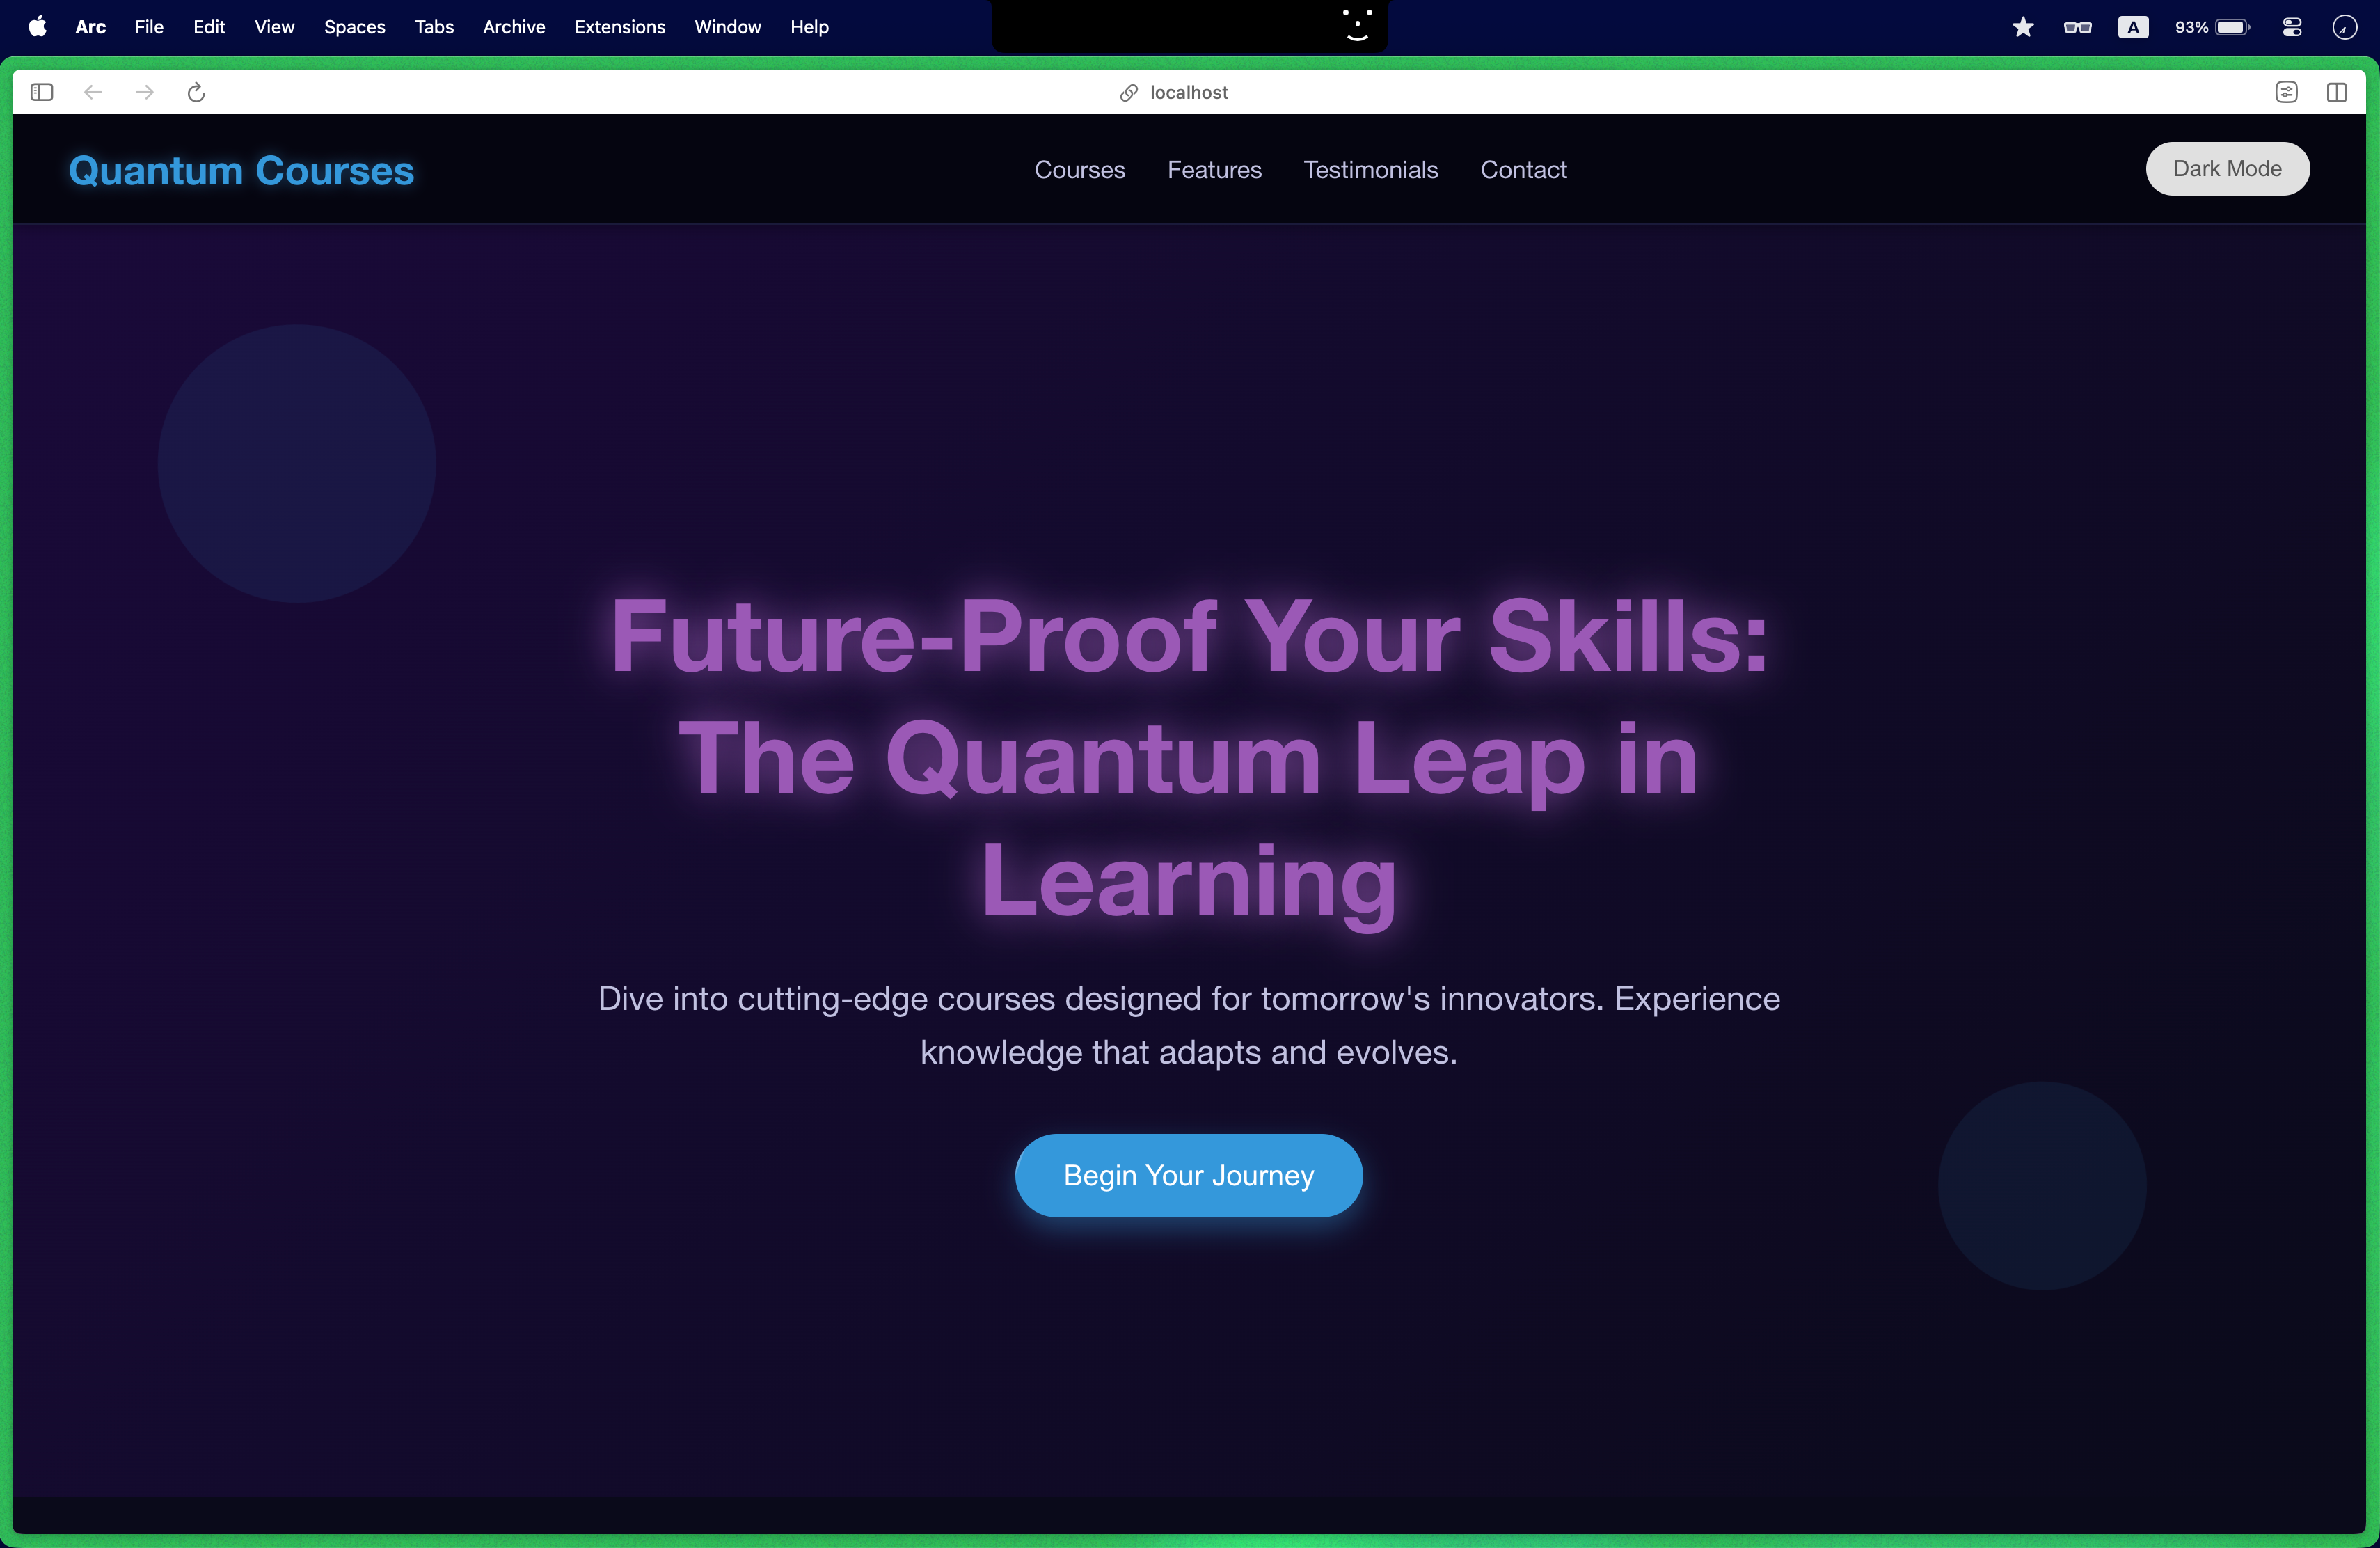 Arc File Edit View Spaces Tabs Archive Extensions Window Help A 93%
localhost
Quantum Courses Courses Features Testimonials Contact Dark Mode
Future-Proof Your Skills:
The Quantum Leap in
Learning
Dive into cutting-edge courses designed for tomorrow's innovators. Experience
knowledge that adapts and evolves.
Begin Your Journey